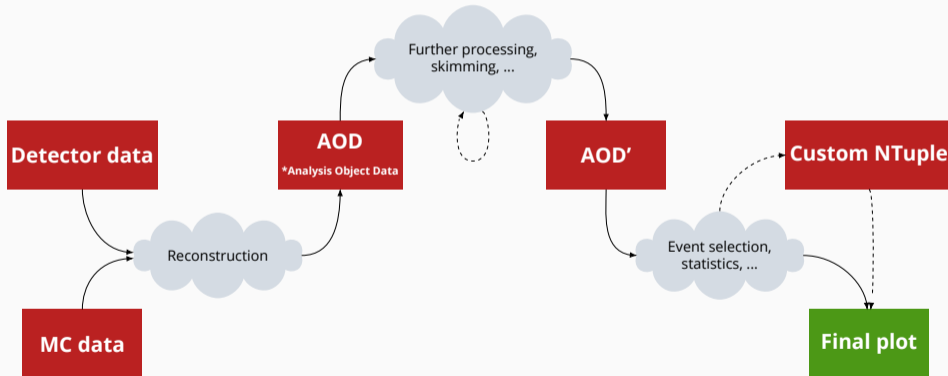 Further processing,
skimming, ...
Detector data
AOD
*Analysis Object Data
AOD’
Custom NTuple
Reconstruction
Event selection,
statistics, ...
MC data
Final plot